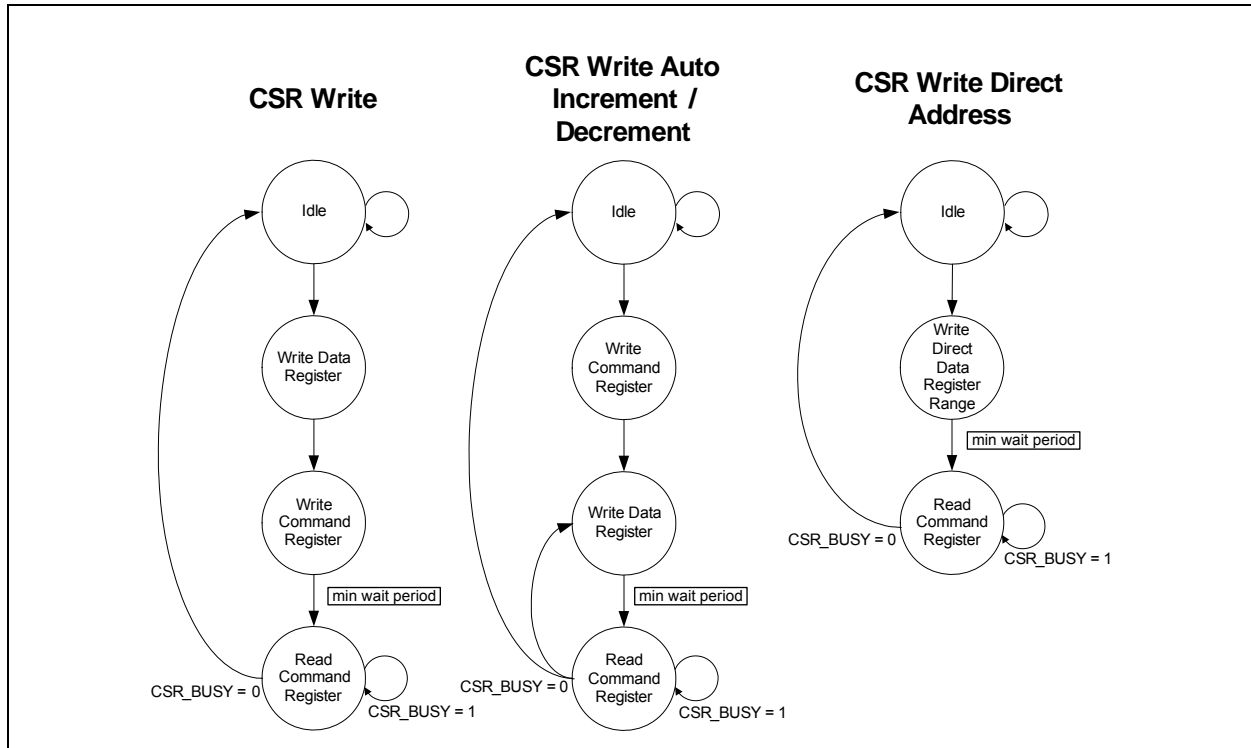 CSR Write
Idle
Write Data
Register
Write
Command
Register
min wait period
Read
Command
Register
CSR_BUSY = 0
CSR_BUSY = 1
CSR Write Auto
Increment /
Decrement
Idle
Write
Command
Register
Write Data
Register
min wait period
Read
Command
Register
CSR_BUSY = 0
CSR_BUSY = 1
CSR Write Direct
Address
Idle
Write
Direct
Data
Register
Range
min wait period
Read
Command
Register
CSR_BUSY = 0
CSR_BUSY = 1